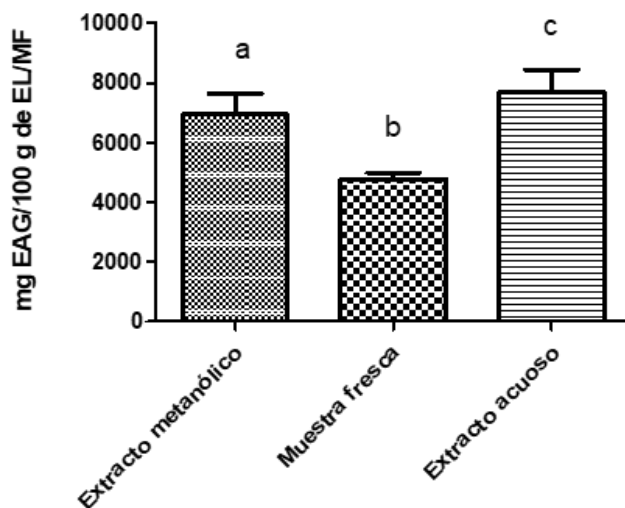 mg EAG/100 g de EL/MF
10000
8000
6000
4000
2000
0
a
b
c
Extracto metanólico
Muestra fresca
Extracto acuoso